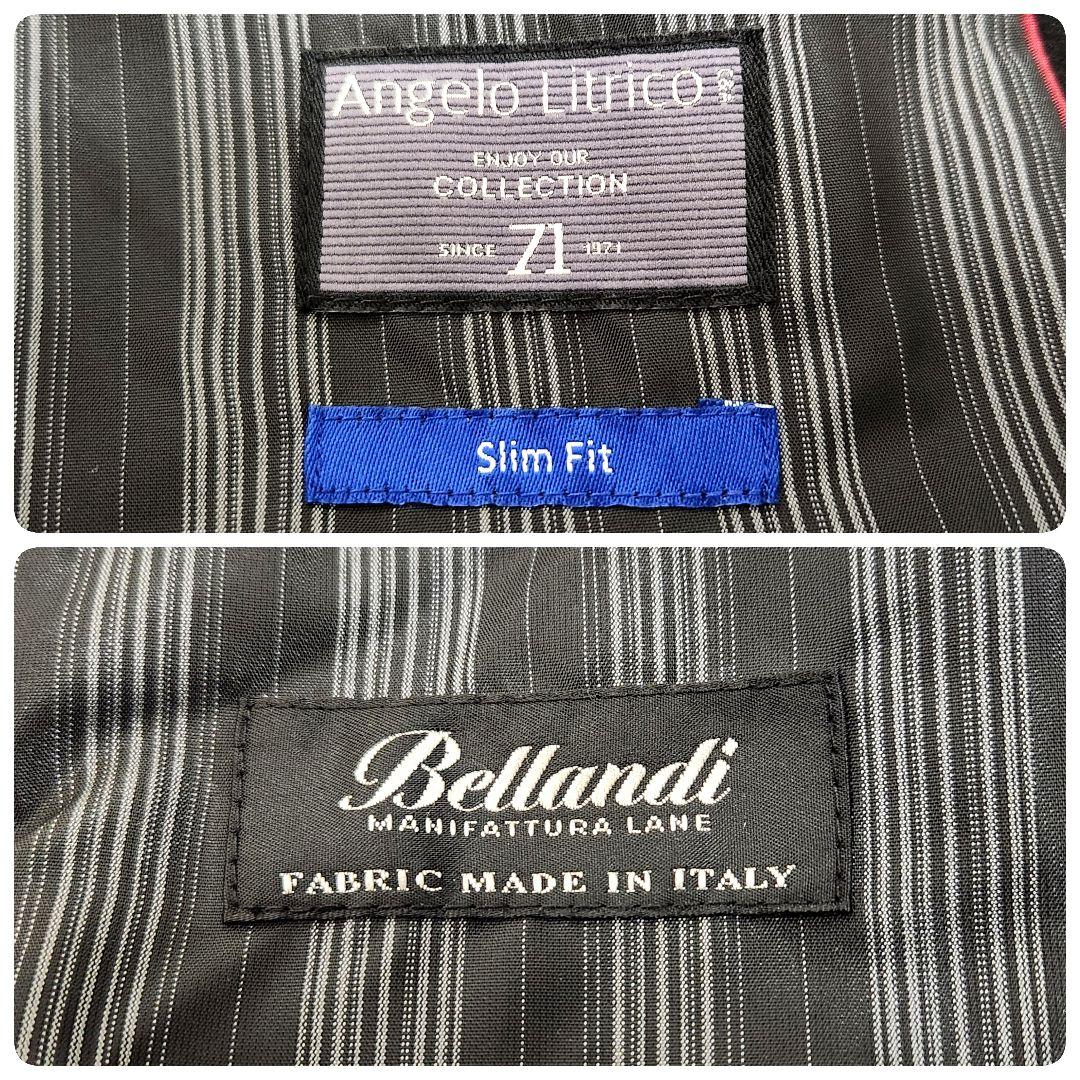 Angelo Litrico C&A
ENJOY OUR
COLLECTION
SINCE 71 1971
Slim Fit
Bellandi
MANIFATTURA LANE
FABRIC MADE IN ITALY